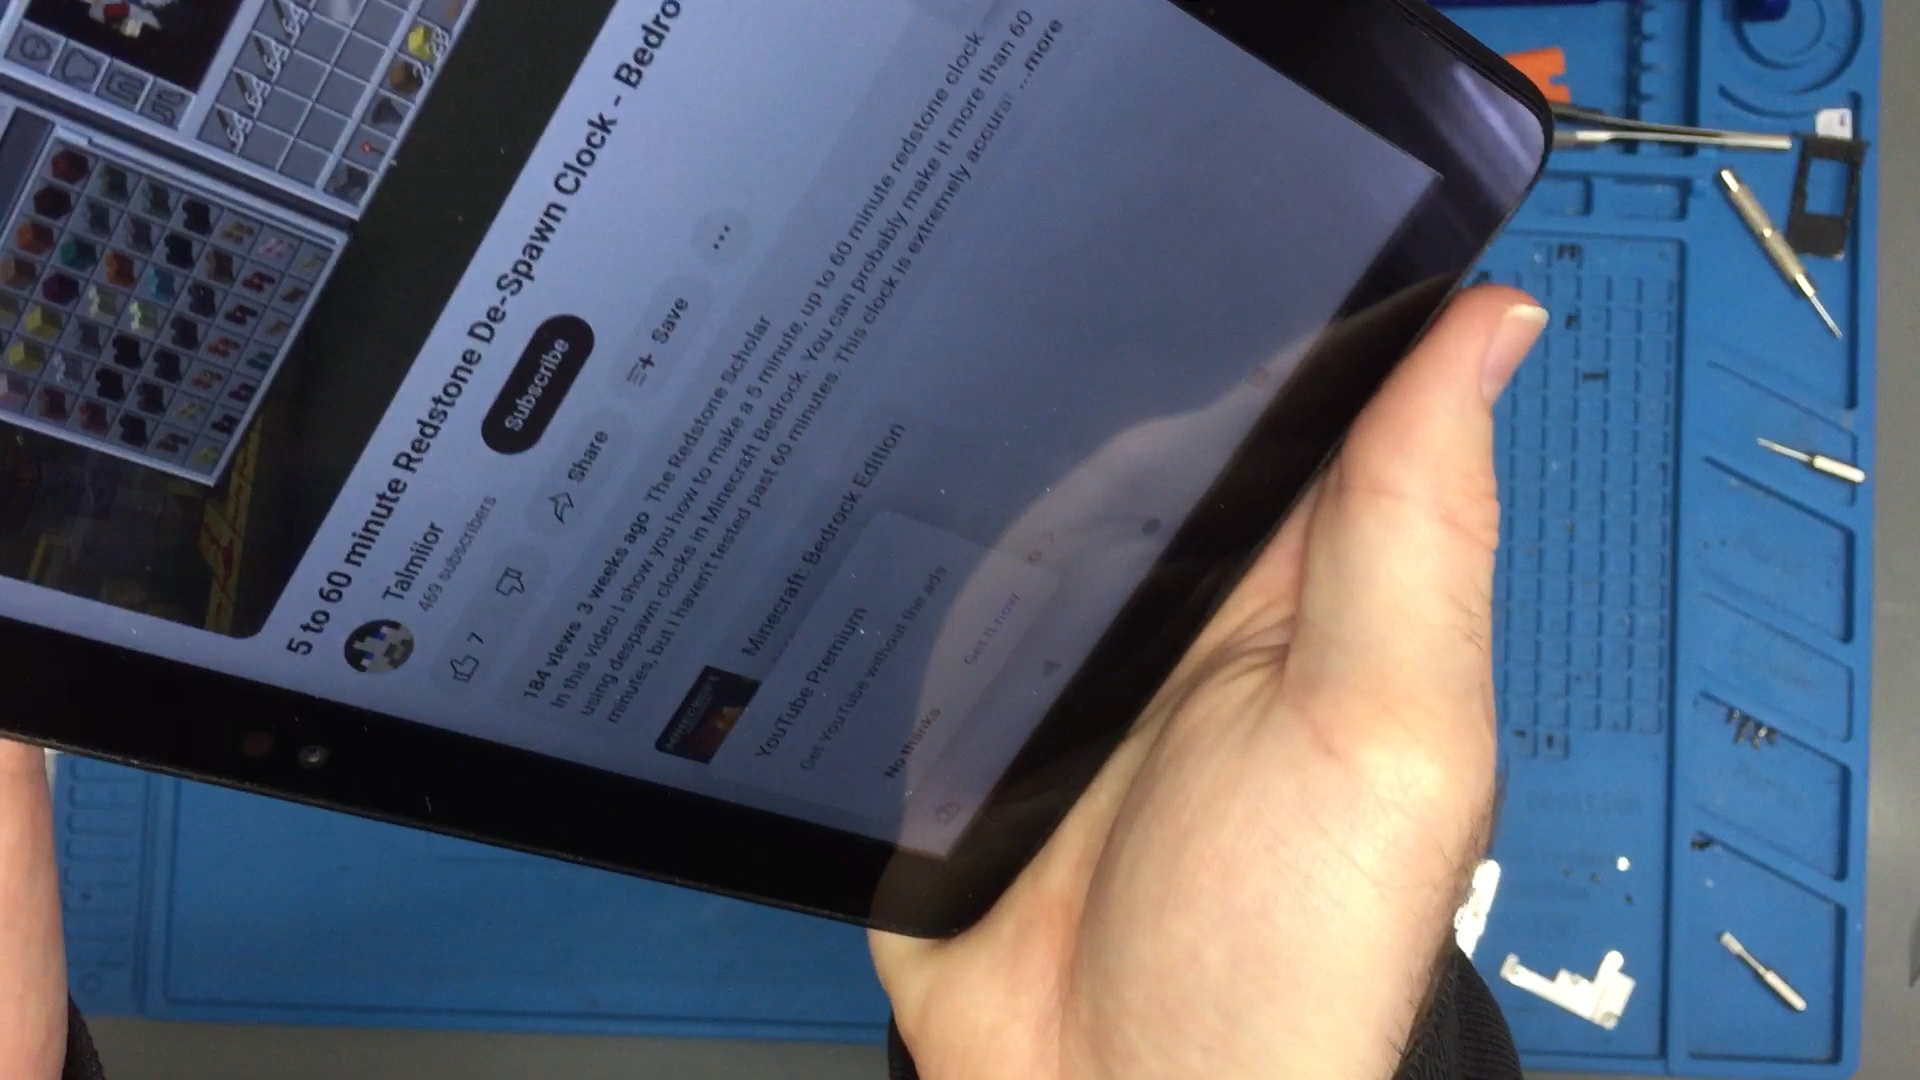 5 to 60 minute Redstone De-Spawn Clock - Bedro
Talmiior
469 subscribers
Subscribe
7
Share
Save
184 views 3 weeks ago The Redstone Scholar
In this video I show you how to make a 5 minute, up to 60 minute redstone clock
using despawn clocks in Minecraft Bedrock. You can probably make it more than 60
minutes, but I haven't tested past 60 minutes. This clock is extremely accurat ...more
Minecraft: Bedrock Edition
YouTube Premium
Get YouTube without the ads
No thanks
Get it now